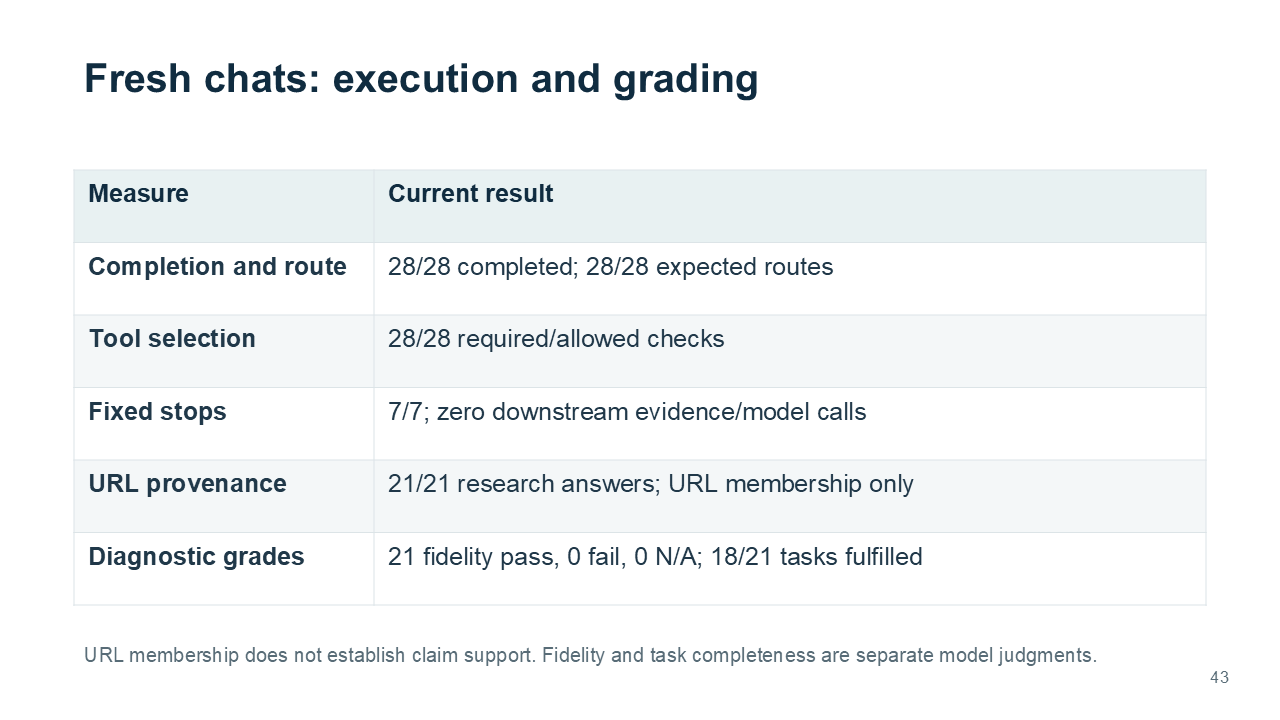 Fresh chats: execution and grading
Measure
Current result
Completion and route
28/28 completed; 28/28 expected routes
Tool selection
28/28 required/allowed checks
Fixed stops
7/7; zero downstream evidence/model calls
URL provenance
21/21 research answers; URL membership only
Diagnostic grades
21 fidelity pass, 0 fail, 0 N/A; 18/21 tasks fulfilled
URL membership does not establish claim support. Fidelity and task completeness are separate model judgments.
43